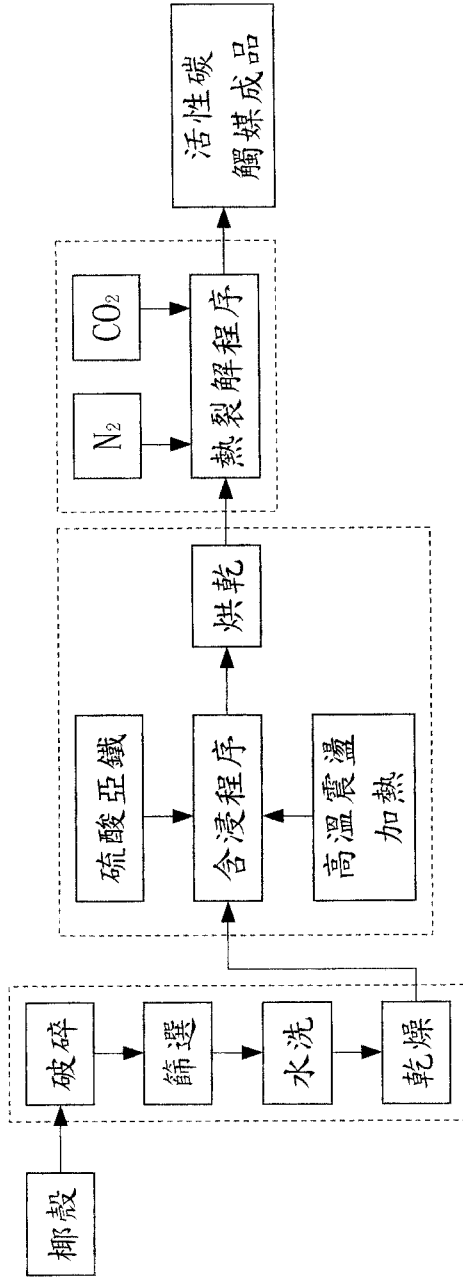 椰殼
破碎
篩選
水洗
乾燥
硫酸亞鐵
含浸程序
高溫震盪
加熱
烘乾
N₂
CO₂
熱裂解程序
活性碳
觸媒成品